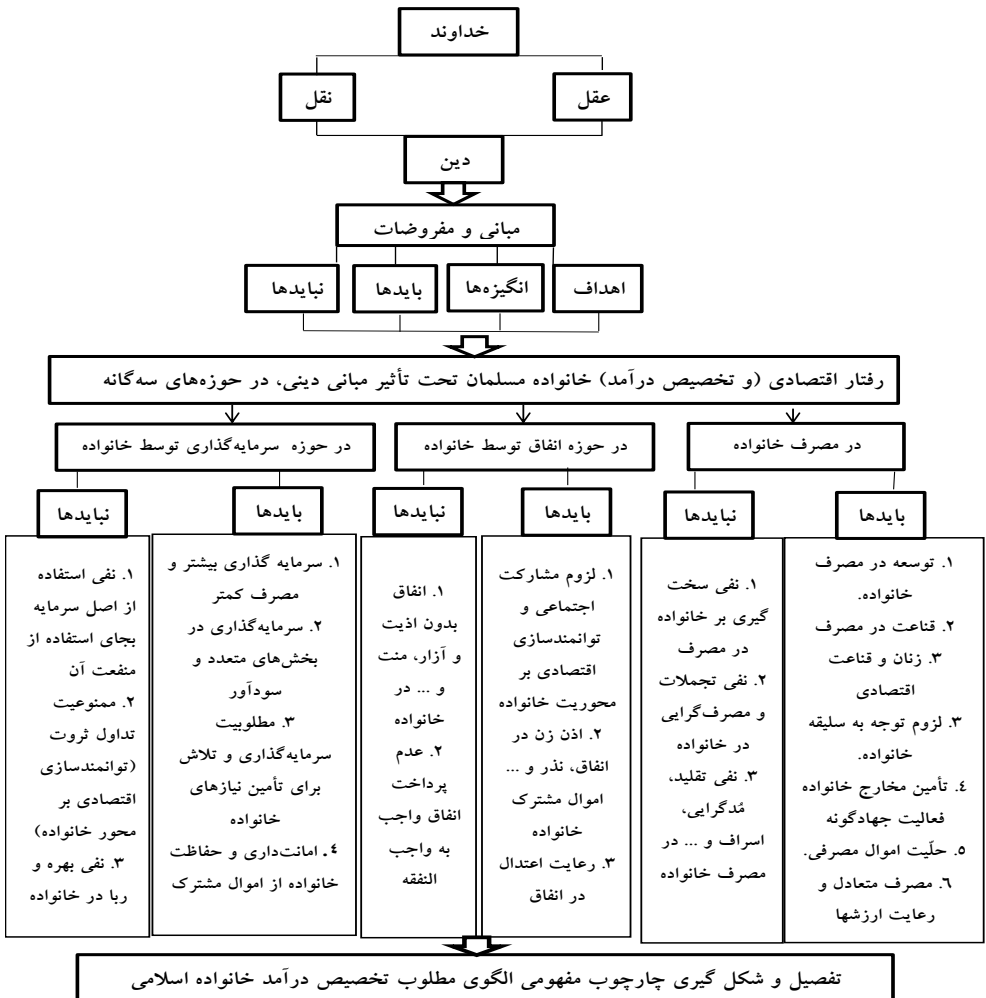 خداوند
عقل
نقل
دین
مبانی و مفروضات
اهداف
انگیزه‌ها
بایدها
نبایدها
رفتار اقتصادی (و تخصیص درآمد) خانواده مسلمان تحت تأثیر مبانی دینی، در حوزه‌های سه‌گانه
در مصرف خانواده
در حوزه انفاق توسط خانواده
در حوزه سرمایه‌گذاری توسط خانواده
بایدها
۱. توسعه در مصرف
خانواده.
۲. قناعت در مصرف
۳. زنان و قناعت
اقتصادی
۳. لزوم توجه به سلیقه
خانواده.
٤. تأمین مخارج خانواده
فعالیت جهادگونه
۵. حلّیت اموال مصرفی.
٦. مصرف متعادل و
رعایت ارزشها
نبایدها
۱. نفی سخت
گیری بر خانواده
در مصرف
۲. نفی تجملات
و مصرف‌گرایی
در خانواده
۳. نفی تقلید،
مُدگرایی،
اسراف و ... در
مصرف خانواده
بایدها
۱. لزوم مشارکت
اجتماعی و
توانمندسازی
اقتصادی بر
محوریت خانواده
۲. اذن زن در
انفاق، نذر و ...
اموال مشترک
خانواده
۳. رعایت اعتدال
در انفاق
نبایدها
۱. انفاق
بدون اذیت
و آزار، منت
و ... در
خانواده
۲. عدم
پرداخت
انفاق واجب
به واجب
النفقه
بایدها
۱. سرمایه گذاری بیشتر و
مصرف کمتر
۲. سرمایه‌گذاری در
بخش‌های متعدد و
سودآور
۳. مطلوبیت
سرمایه‌گذاری و تلاش
برای تأمین نیازهای
خانواده
٤. امانت‌داری و حفاظت
خانواده از اموال مشترک
نبایدها
۱. نفی استفاده
از اصل سرمایه
بجای استفاده از
منفعت آن
۲. ممنوعیت
تداول ثروت
(توانمندسازی
اقتصادی بر
محور خانواده)
۳. نفی بهره و
ربا در خانواده
تفصیل و شکل گیری چارچوب مفهومی الگوی مطلوب تخصیص درآمد خانواده اسلامی